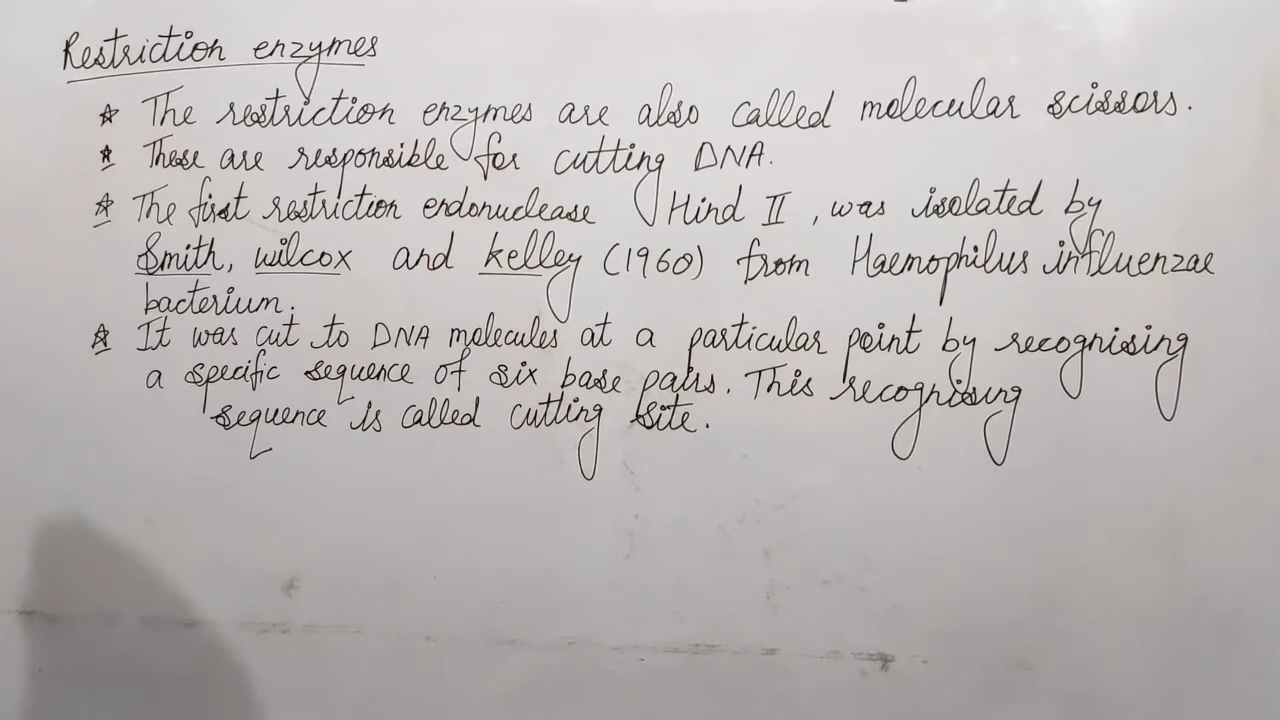 Restriction enzymes
☆ The restriction enzymes are also called molecular scissors.
☆ These are responsible for cutting DNA.
☆ The first restriction endonuclease Hind II, was isolated by
Smith, wilcox and kelley (1960) from Haemophilus influenzae
bacterium.
☆ It was cut to DNA molecules at a particular point by recognising
a specific sequence of six base pairs. This recognising
sequence is called cutting site.